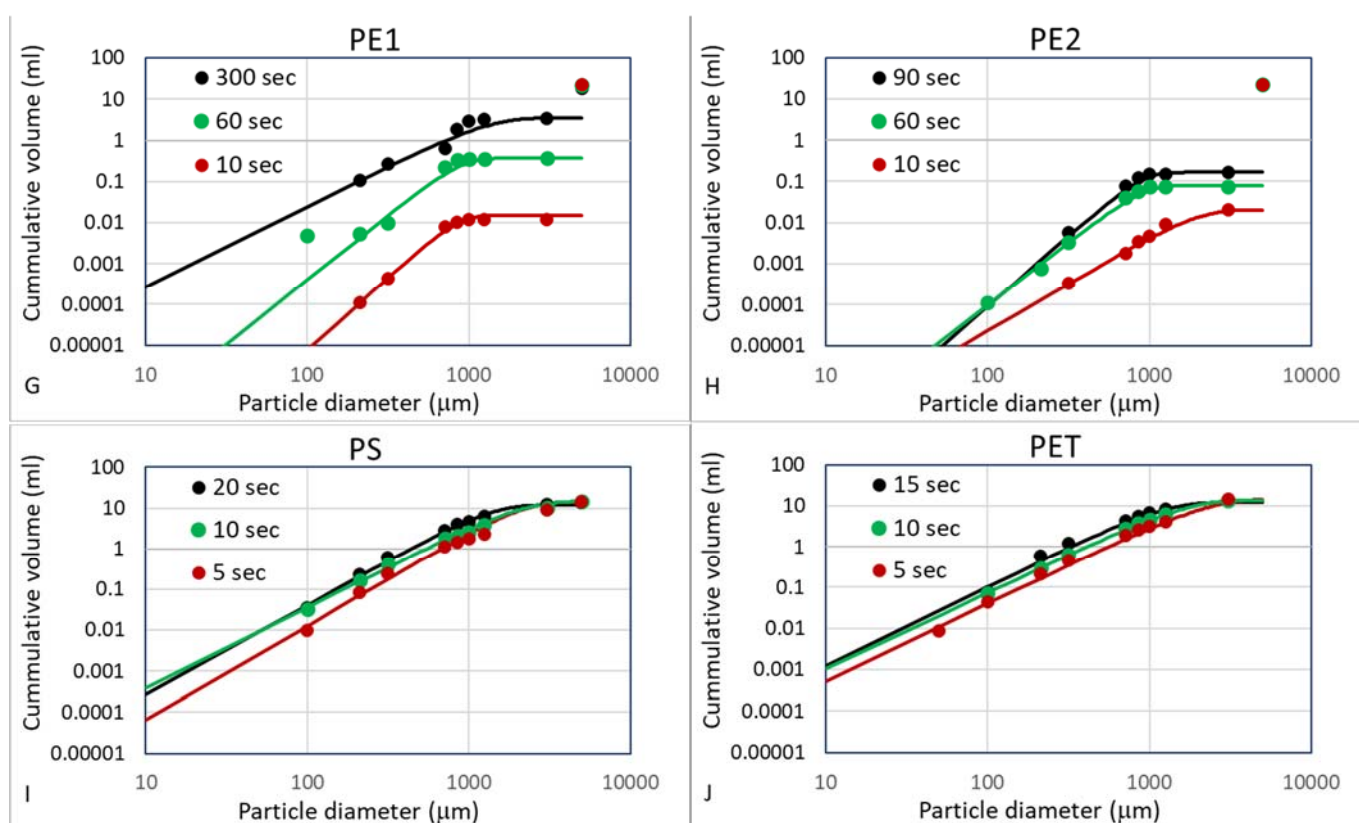 PE1
Cummulative volume (ml)
100
10
1
0.1
0.01
0.001
0.0001
0.00001
300 sec
60 sec
10 sec
10
100
1000
10000
Particle diameter (μm)
G
PE2
Cummulative volume (ml)
100
10
1
0.1
0.01
0.001
0.0001
0.00001
90 sec
60 sec
10 sec
10
100
1000
10000
Particle diameter (μm)
H
PS
Cummulative volume (ml)
100
10
1
0.1
0.01
0.001
0.0001
0.00001
20 sec
10 sec
5 sec
10
100
1000
10000
Particle diameter (μm)
I
PET
Cummulative volume (ml)
100
10
1
0.1
0.01
0.001
0.0001
0.00001
15 sec
10 sec
5 sec
10
100
1000
10000
Particle diameter (μm)
J